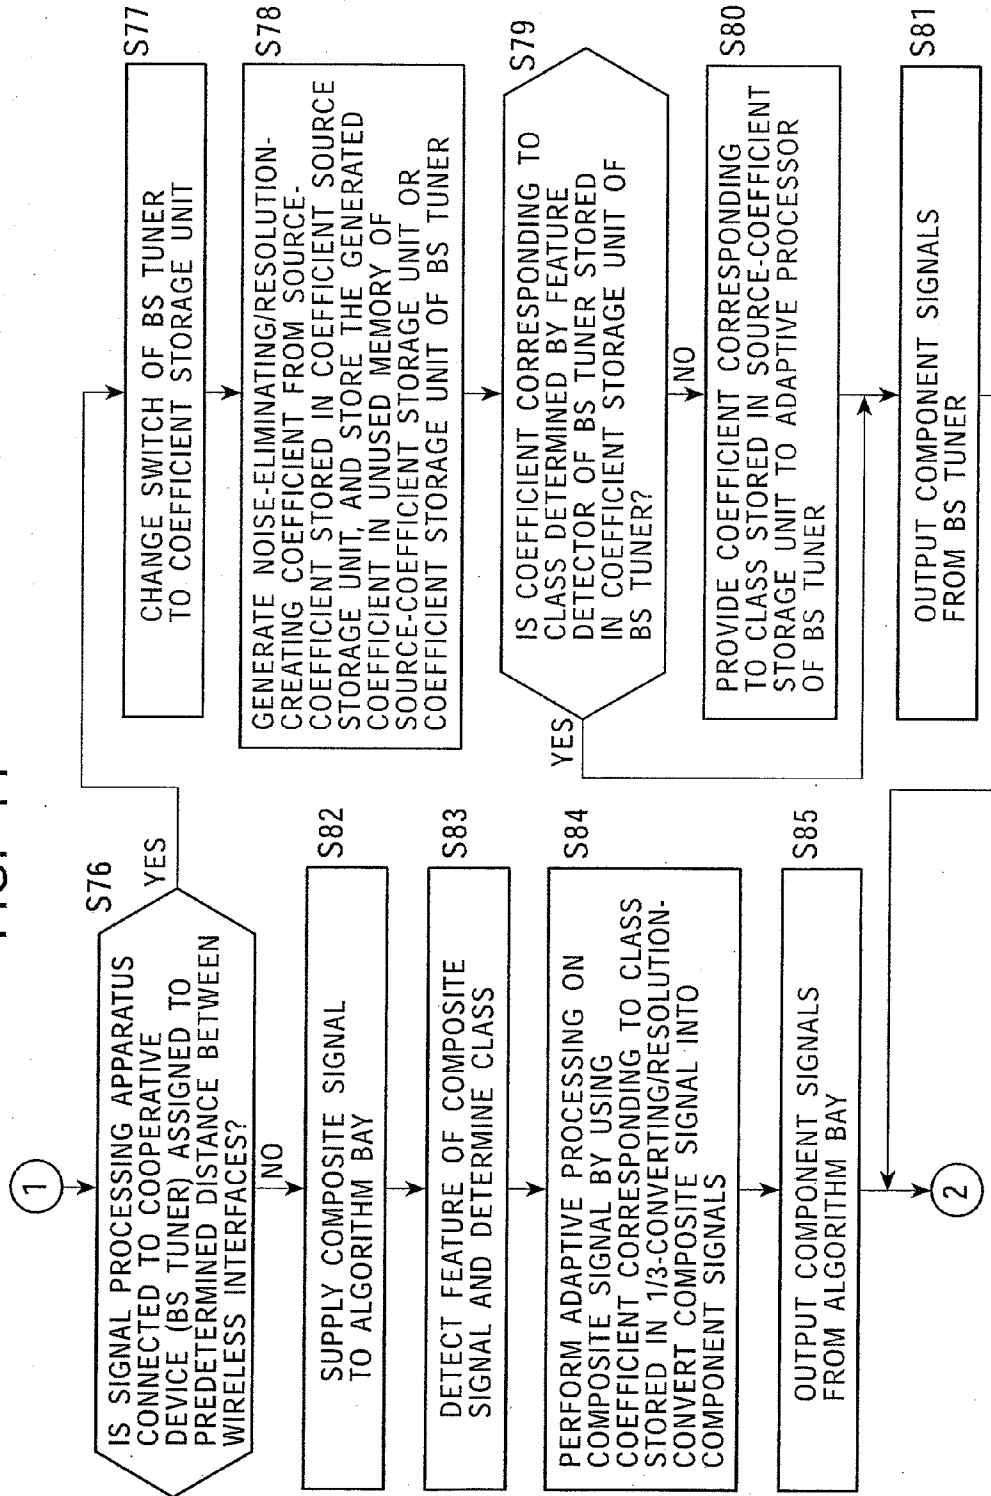 1
S76
IS SIGNAL PROCESSING APPARATUS
CONNECTED TO COOPERATIVE
DEVICE (BS TUNER) ASSIGNED TO
PREDETERMINED DISTANCE BETWEEN
WIRELESS INTERFACES?
YES
NO
S82
SUPPLY COMPOSITE SIGNAL
TO ALGORITHM BAY
S83
DETECT FEATURE OF COMPOSITE
SIGNAL AND DETERMINE CLASS
S84
PERFORM ADAPTIVE PROCESSING ON
COMPOSITE SIGNAL BY USING
COEFFICIENT CORRESPONDING TO CLASS
STORED IN 1/3-CONVERTING/RESOLUTION-
CONVERT COMPOSITE SIGNAL INTO
COMPONENT SIGNALS
S85
OUTPUT COMPONENT SIGNALS
FROM ALGORITHM BAY
2
S77
CHANGE SWITCH OF BS TUNER
TO COEFFICIENT STORAGE UNIT
S78
GENERATE NOISE-ELIMINATING/RESOLUTION-
CREATING COEFFICIENT FROM SOURCE-
COEFFICIENT STORED IN COEFFICIENT SOURCE
STORAGE UNIT, AND STORE THE GENERATED
COEFFICIENT IN UNUSED MEMORY OF
SOURCE-COEFFICIENT STORAGE UNIT OR
COEFFICIENT STORAGE UNIT OF BS TUNER
S79
IS COEFFICIENT CORRESPONDING TO
CLASS DETERMINED BY FEATURE
DETECTOR OF BS TUNER STORED
IN COEFFICIENT STORAGE UNIT OF
BS TUNER?
YES
NO
S80
PROVIDE COEFFICIENT CORRESPONDING
TO CLASS STORED IN SOURCE-COEFFICIENT
STORAGE UNIT TO ADAPTIVE PROCESSOR
OF BS TUNER
S81
OUTPUT COMPONENT SIGNALS
FROM BS TUNER